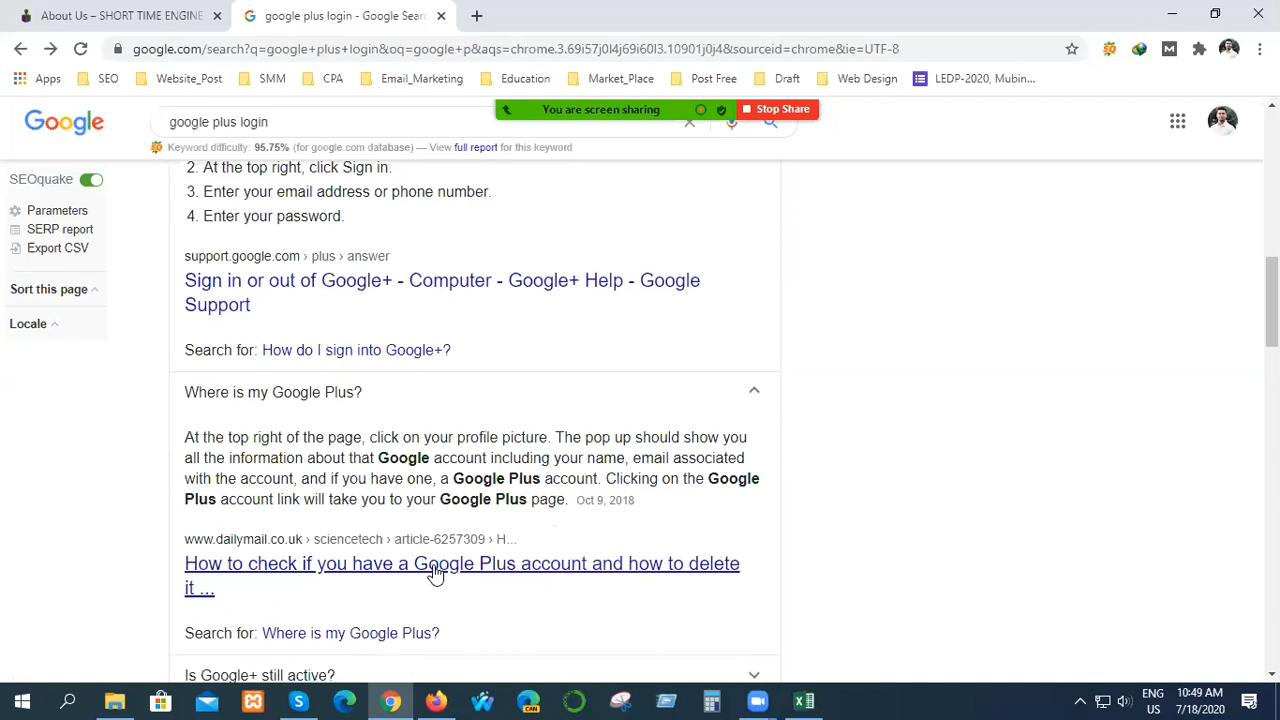 About Us – SHORT TIME ENGINE
google plus login - Google Sear
google.com/search?q=google+plus+login&oq=google+p&aqs=chrome.3.69i57j0l4j69i60l3.10901j0j4&sourceid=chrome&ie=UTF-8
Apps
SEO
Website_Post
SMM
CPA
Email_Marketing
Education
Market_Place
Post Free
Draft
Web Design
LEDP-2020, Mubin...
You are screen sharing
Stop Share
Google
google plus login
Keyword difficulty: 95.75% (for google.com database) — View full report for this keyword
SEOquake
Parameters
SERP report
Export CSV
Sort this page
Locale
2. At the top right, click Sign in.
3. Enter your email address or phone number.
4. Enter your password.
support.google.com › plus › answer
Sign in or out of Google+ - Computer - Google+ Help - Google
Support
Search for: How do I sign into Google+?
Where is my Google Plus?
At the top right of the page, click on your profile picture. The pop up should show you
all the information about that Google account including your name, email associated
with the account, and if you have one, a Google Plus account. Clicking on the Google
Plus account link will take you to your Google Plus page. Oct 9, 2018
www.dailymail.co.uk › sciencetech › article-6257309 › H...
How to check if you have a Google Plus account and how to delete
it ...
Search for: Where is my Google Plus?
Is Google+ still active?
CAN
ENG
US
10:49 AM
7/18/2020